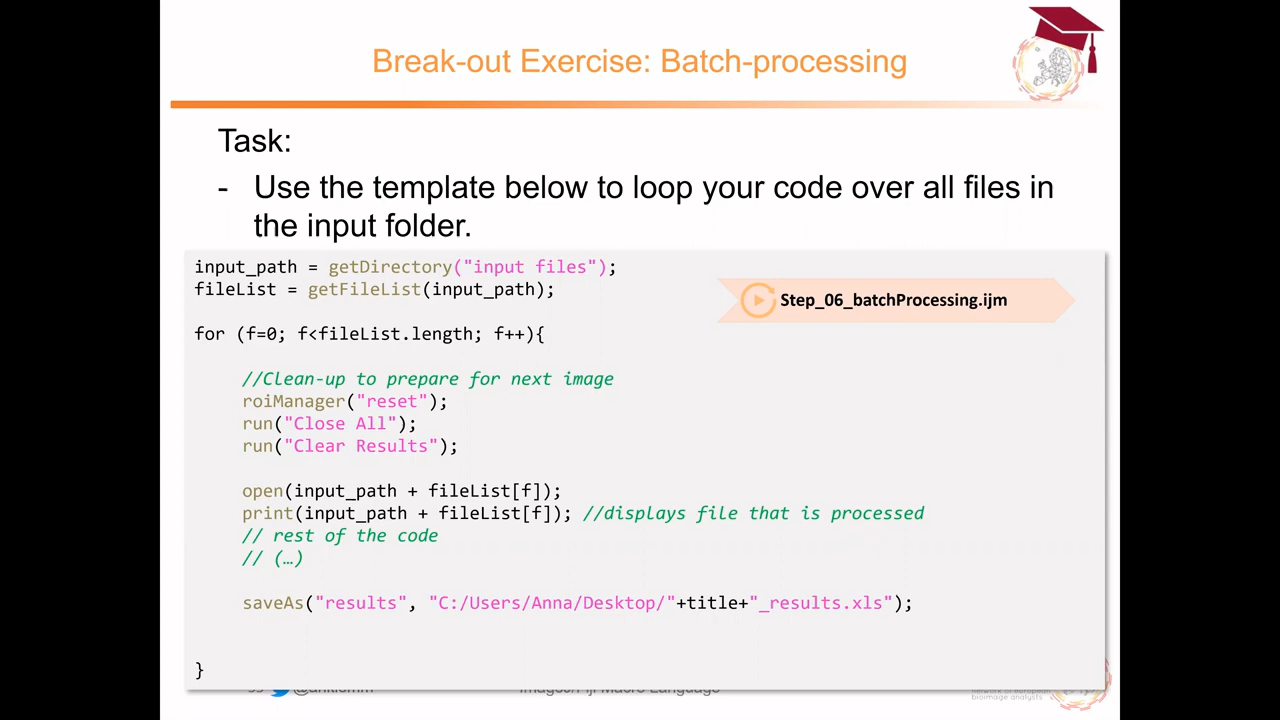 Break-out Exercise: Batch-processing
Task:
- Use the template below to loop your code over all files in
the input folder.
input_path = getDirectory("input files");
fileList = getFileList(input_path);
Step_06_batchProcessing.ijm
for (f=0; f<fileList.length; f++){
//Clean-up to prepare for next image
roiManager("reset");
run("Close All");
run("Clear Results");
open(input_path + fileList[f]);
print(input_path + fileList[f]); //displays file that is processed
// rest of the code
// (…)
saveAs("results", "C:/Users/Anna/Desktop/"+title+"_results.xls");
}
bioimage analysts